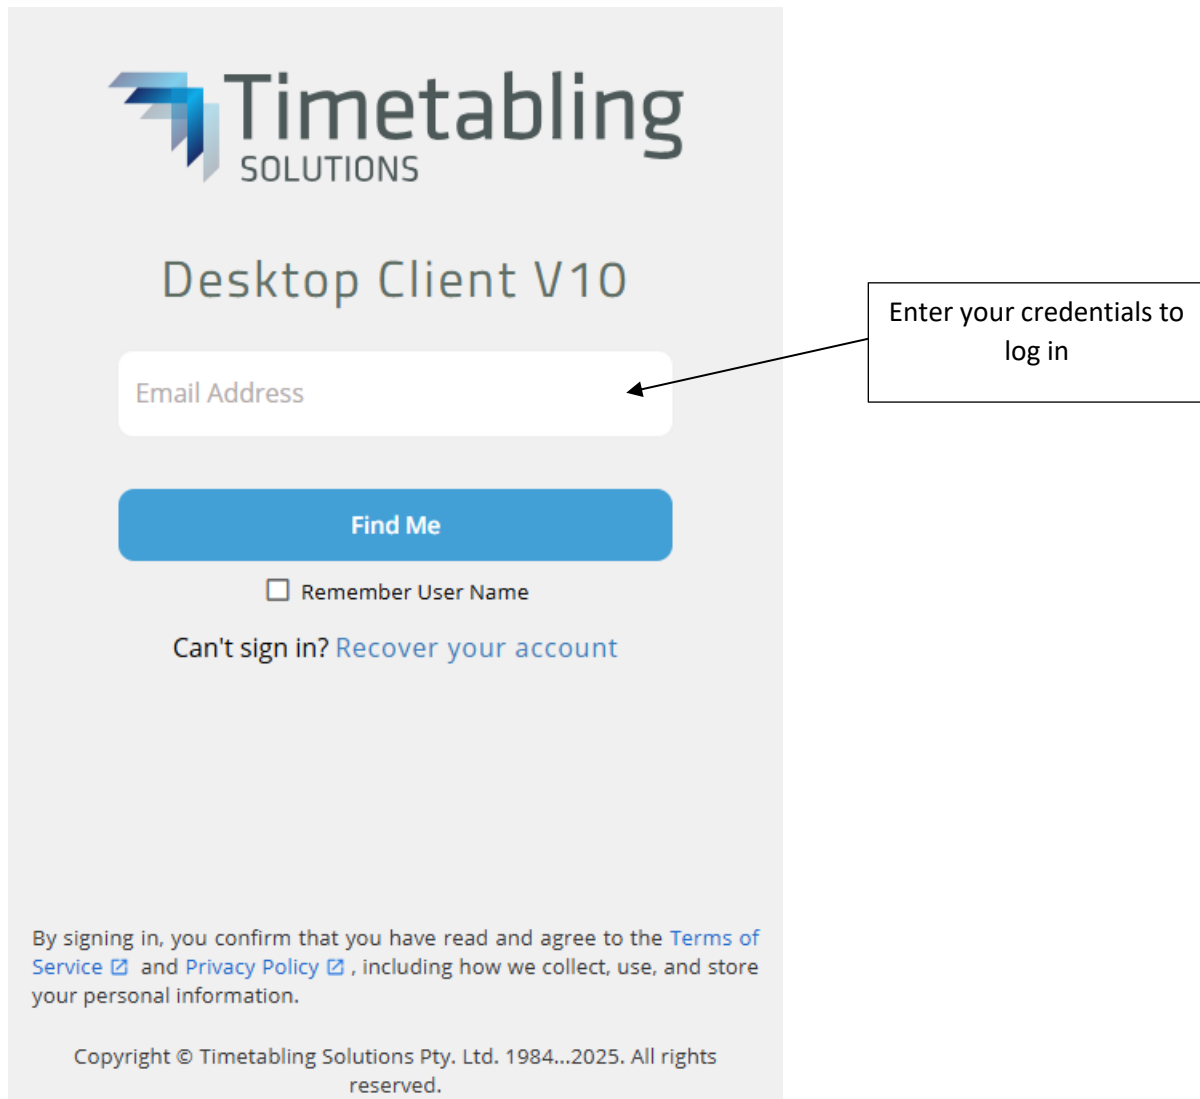 Timetabling
SOLUTIONS
Desktop Client V10
Enter your credentials to
log in
Email Address
Find Me
Remember User Name
Can't sign in? Recover your account
By signing in, you confirm that you have read and agree to the Terms of
Service and Privacy Policy , including how we collect, use, and store
your personal information.
Copyright © Timetabling Solutions Pty. Ltd. 1984...2025. All rights
reserved.